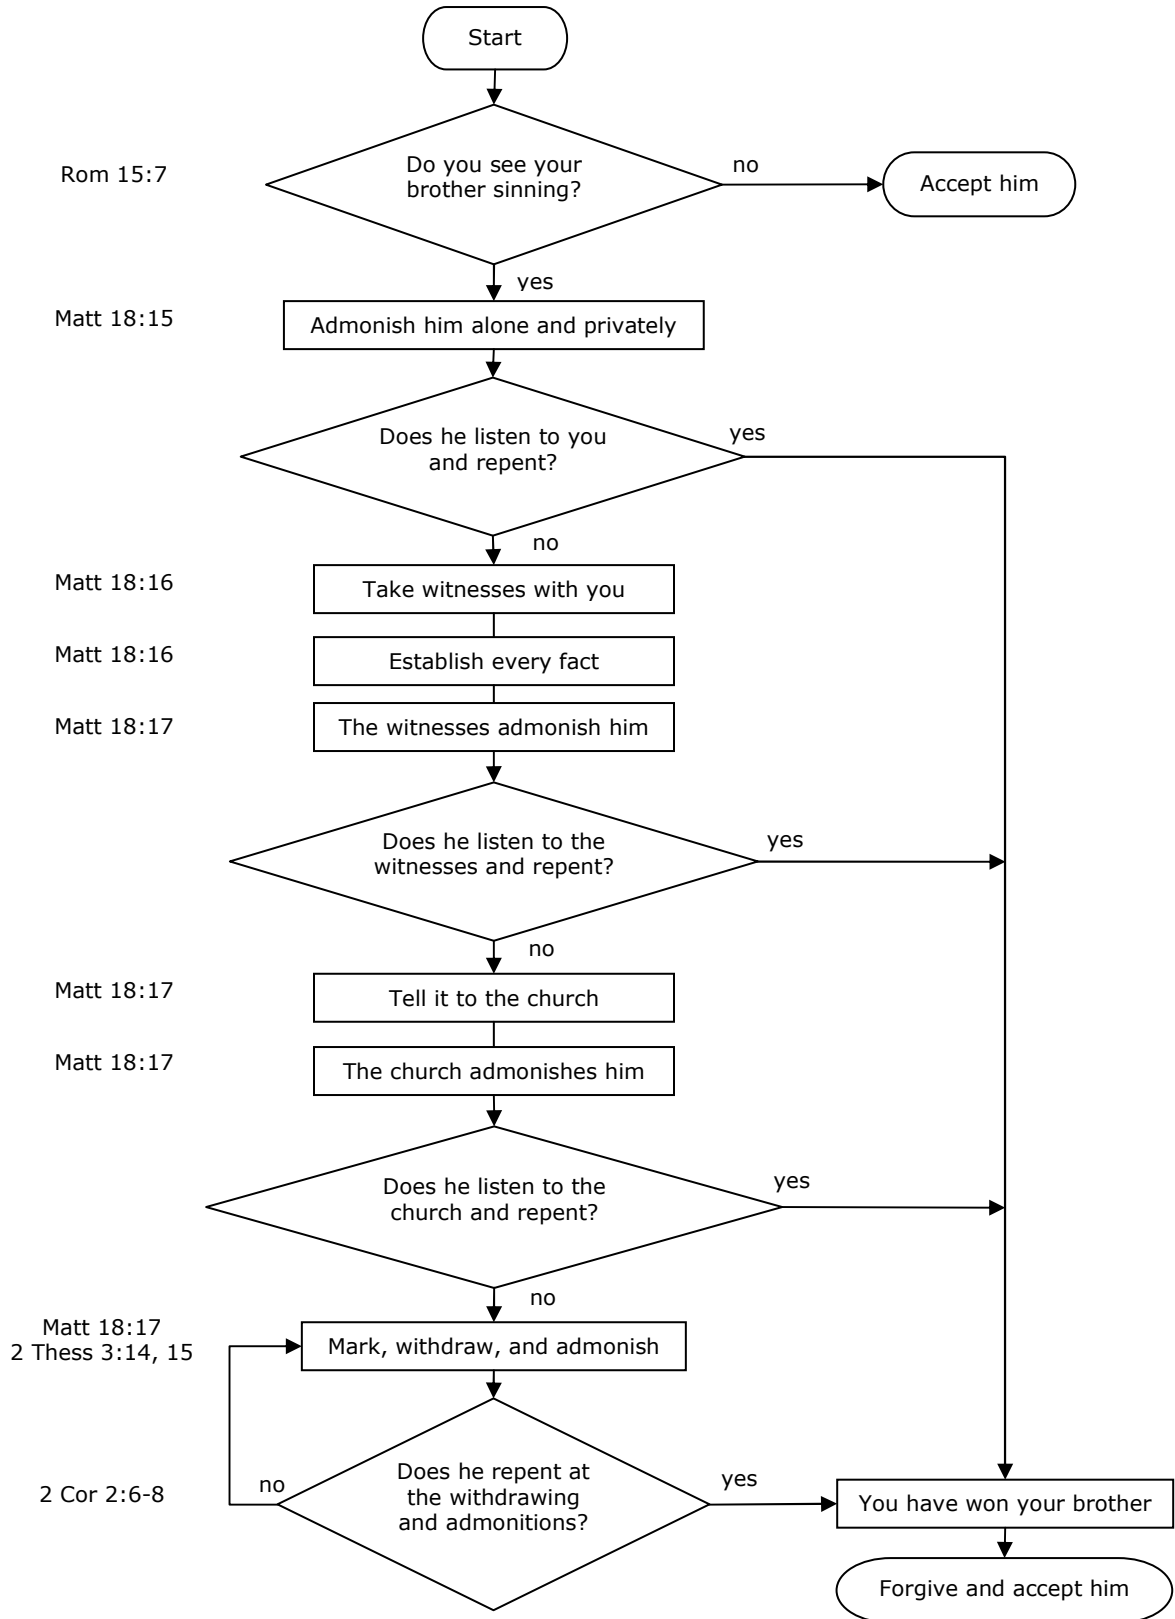 Start
Rom 15:7
Do you see your
brother sinning?
no
Accept him
yes
Matt 18:15
Admonish him alone and privately
Does he listen to you
and repent?
yes
no
Matt 18:16
Take witnesses with you
Matt 18:16
Establish every fact
Matt 18:17
The witnesses admonish him
Does he listen to the
witnesses and repent?
yes
no
Matt 18:17
Tell it to the church
Matt 18:17
The church admonishes him
Does he listen to the
church and repent?
yes
no
Matt 18:17
2 Thess 3:14, 15
Mark, withdraw, and admonish
2 Cor 2:6-8
no
Does he repent at
the withdrawing
and admonitions?
yes
You have won your brother
Forgive and accept him